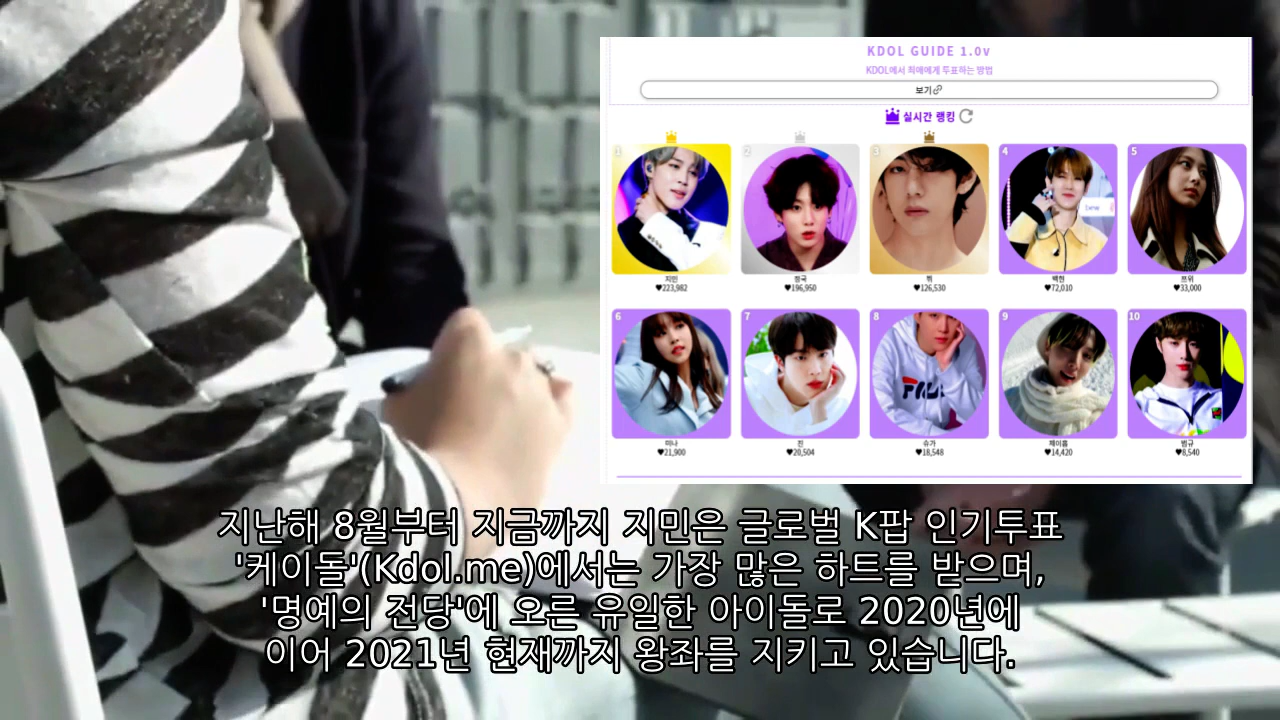 KDOL GUIDE 1.0v
KDOL에서 최애에게 투표하는 방법
보기
실시간 랭킹
1 2 3 4 5
지민 정국 뷔 백현 쯔위
♥223,982 ♥196,950 ♥126,530 ♥72,010 ♥33,000
6 7 8 9 10
미나 진 슈가 제이홉 범규
♥21,900 ♥20,504 ♥18,548 ♥14,420 ♥8,540
FILA
지난해 8월부터 지금까지 지민은 글로벌 K팝 인기투표
'케이돌'(Kdol.me)에서는 가장 많은 하트를 받으며,
'명예의 전당'에 오른 유일한 아이돌로 2020년에
이어 2021년 현재까지 왕좌를 지키고 있습니다.